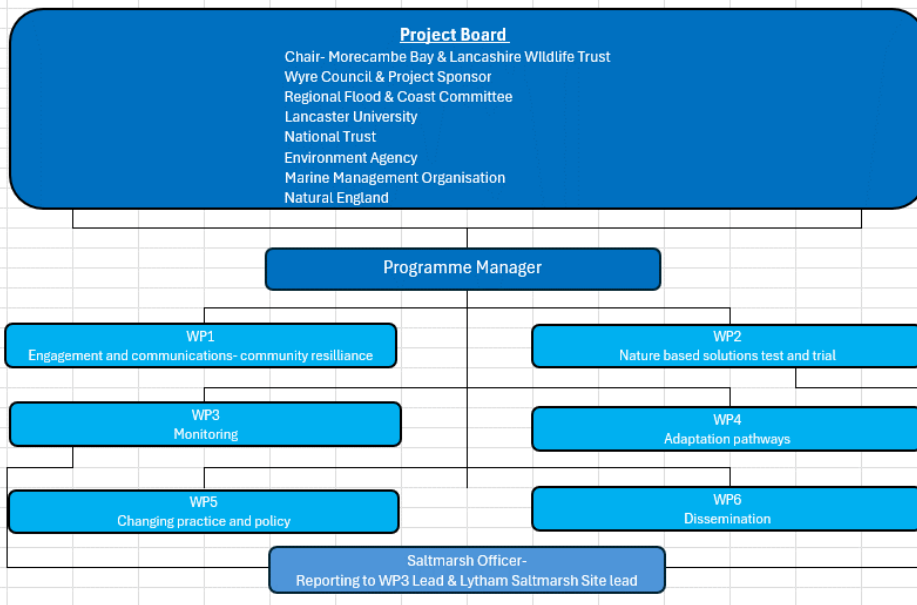 Project Board
Chair- Morecambe Bay & Lancashire WIldlife Trust
Wyre Council & Project Sponsor
Regional Flood & Coast Committee
Lancaster University
National Trust
Environment Agency
Marine Management Organisation
Natural England
Programme Manager
WP1
Engagement and communications- community resilliance
WP2
Nature based solutions test and trial
WP3
Monitoring
WP4
Adaptation pathways
WP5
Changing practice and policy
WP6
Dissemination
Saltmarsh Officer-
Reporting to WP3 Lead & Lytham Saltmarsh Site lead